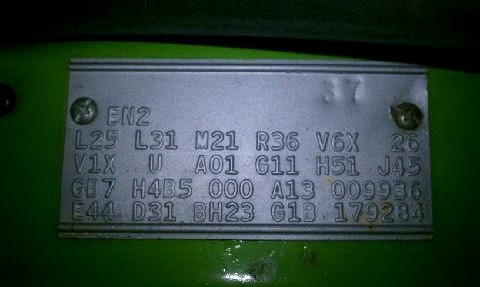 37
EN2
L25 L31 M21 R36 V6X 26
V1X U A01 G11 H51 J45
GB7 H4B5 000 A13 009936
E44 D31 BH23 G1B 179284